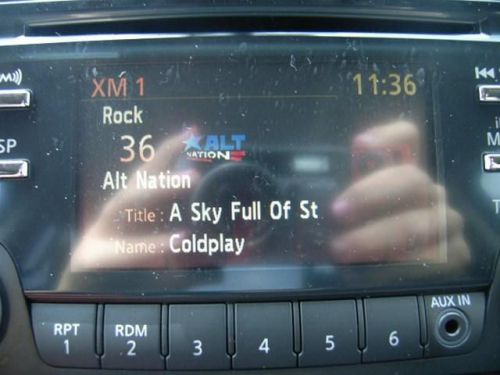 XM 1 11:36
Rock
36 ALT NATION
Alt Nation
Title : A Sky Full Of St
Name : Coldplay
AUX IN
RPT 1 RDM 2 3 4 5 6